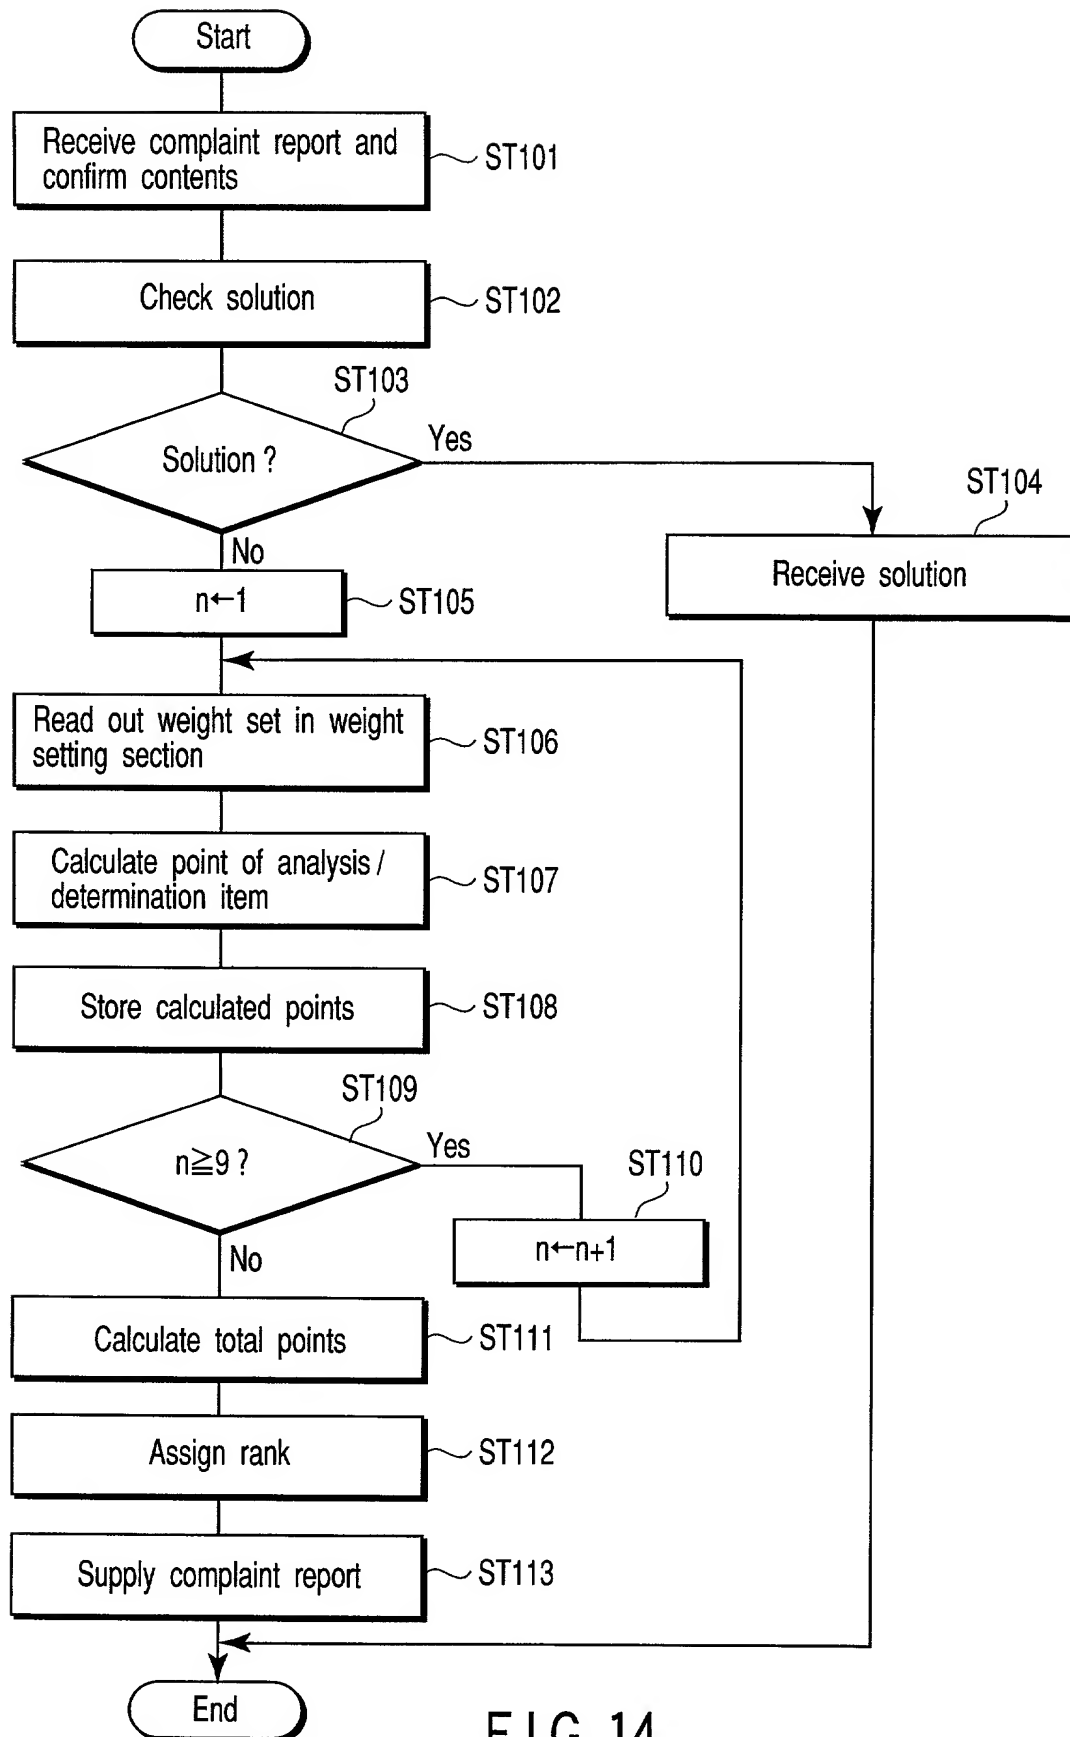 Start
Receive complaint report and
confirm contents
ST101
Check solution
ST102
ST103
Solution ?
Yes
ST104
Receive solution
No
n←1
ST105
Read out weight set in weight
setting section
ST106
Calculate point of analysis /
determination item
ST107
Store calculated points
ST108
ST109
n≧9 ?
Yes
ST110
n←n+1
No
Calculate total points
ST111
Assign rank
ST112
Supply complaint report
ST113
End
FIG. 14